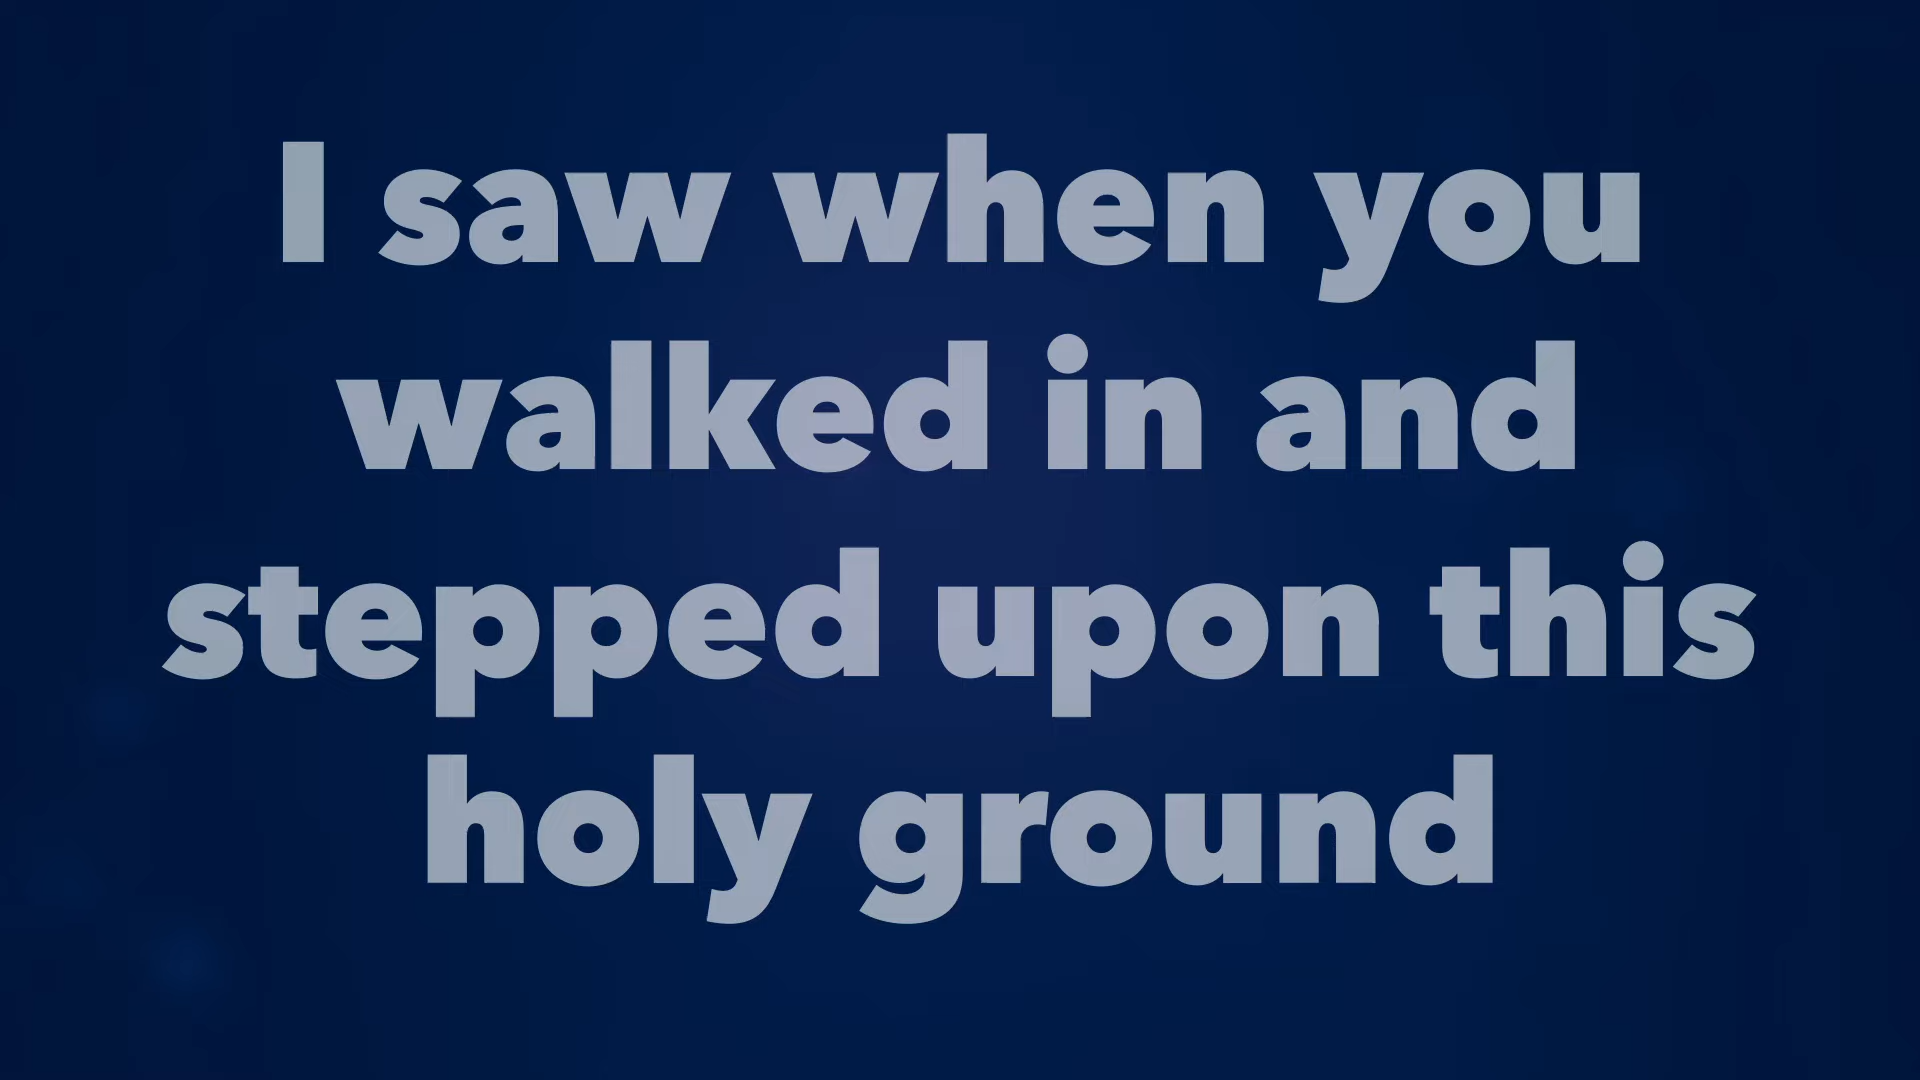 I saw when you
walked in and
stepped upon this
holy ground